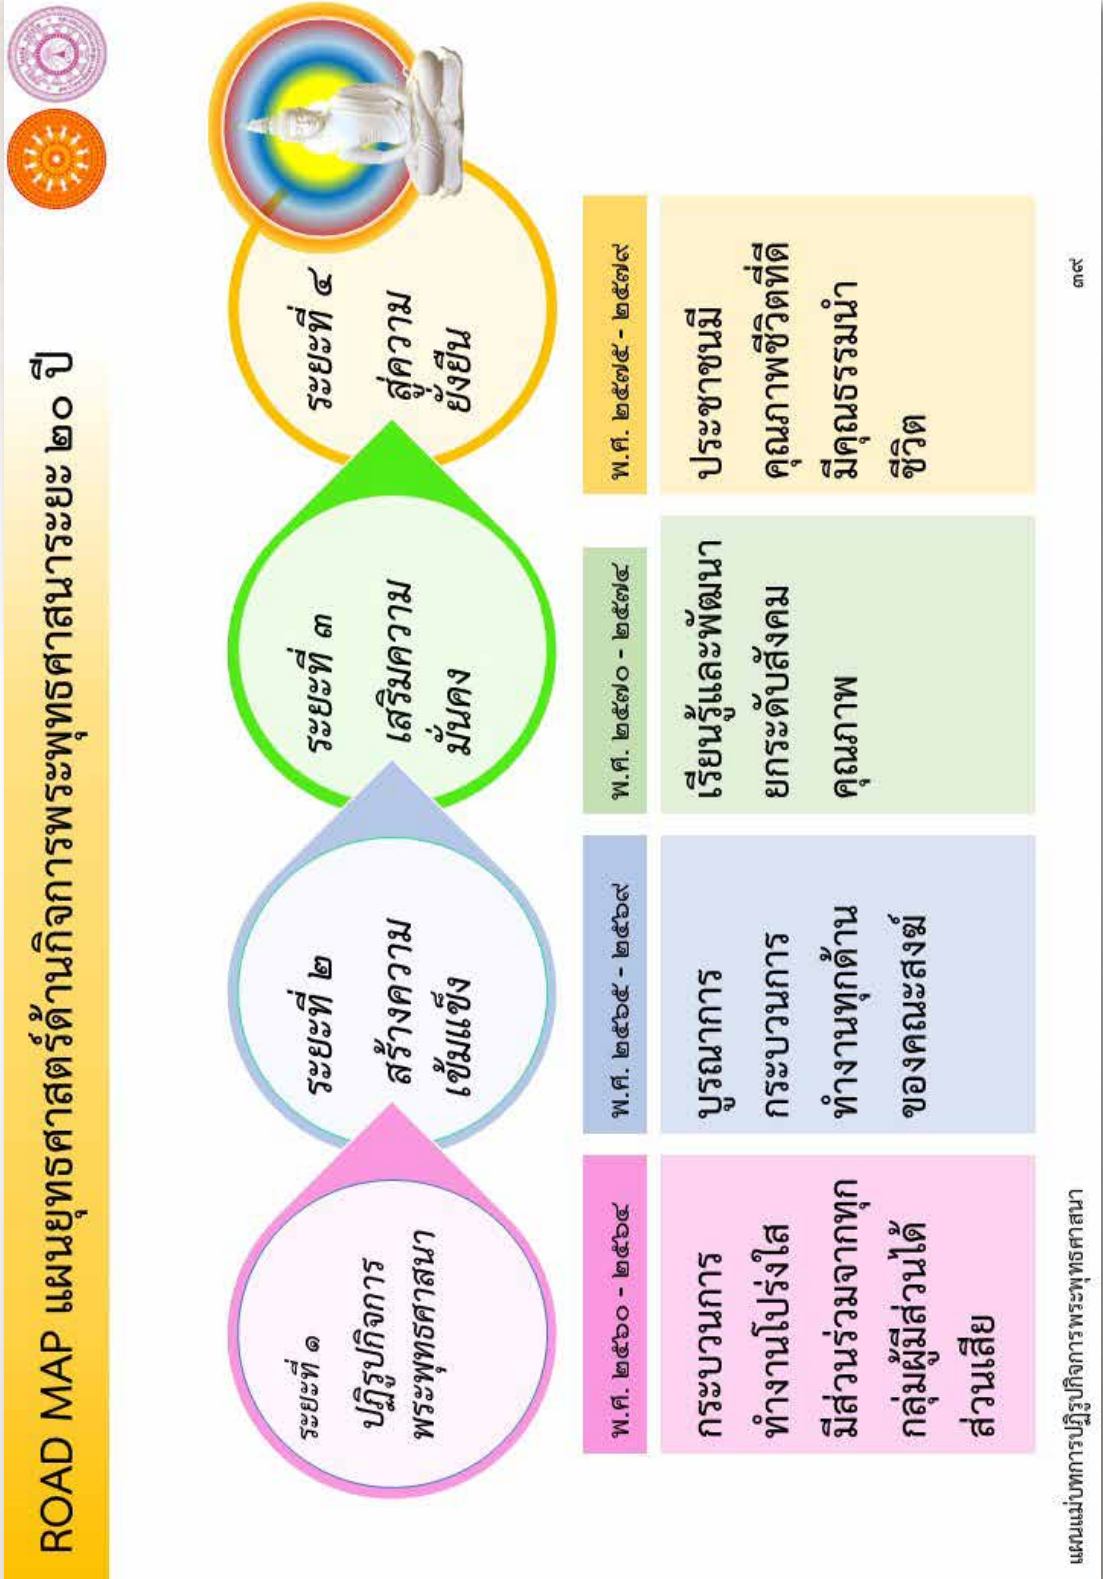 ROAD MAP แผนยุทธศาสตร์ด้านกิจการพระพุทธศาสนาระยะ ๒๐ ปี
ระยะที่ ๑
ปฏิรูปกิจการ
พระพุทธศาสนา
ระยะที่ ๒
สร้างความ
เข้มแข็ง
ระยะที่ ๓
เสริมความ
มั่นคง
ระยะที่ ๔
สู่ความ
ยั่งยืน
พ.ศ. ๒๕๖๐ - ๒๕๖๔
กระบวนการ
ทำงานโปร่งใส
มีส่วนร่วมจากทุก
กลุ่มผู้มีส่วนได้
ส่วนเสีย
พ.ศ. ๒๕๖๕ - ๒๕๖๙
บูรณาการ
กระบวนการ
ทำงานทุกด้าน
ของคณะสงฆ์
พ.ศ. ๒๕๗๐ - ๒๕๗๔
เรียนรู้และพัฒนา
ยกระดับสังคม
คุณภาพ
พ.ศ. ๒๕๗๕ - ๒๕๗๙
ประชาชนมี
คุณภาพชีวิตที่ดี
มีคุณธรรมนำ
ชีวิต
แผนแม่บทการปฏิรูปกิจการพระพุทธศาสนา
๓๙